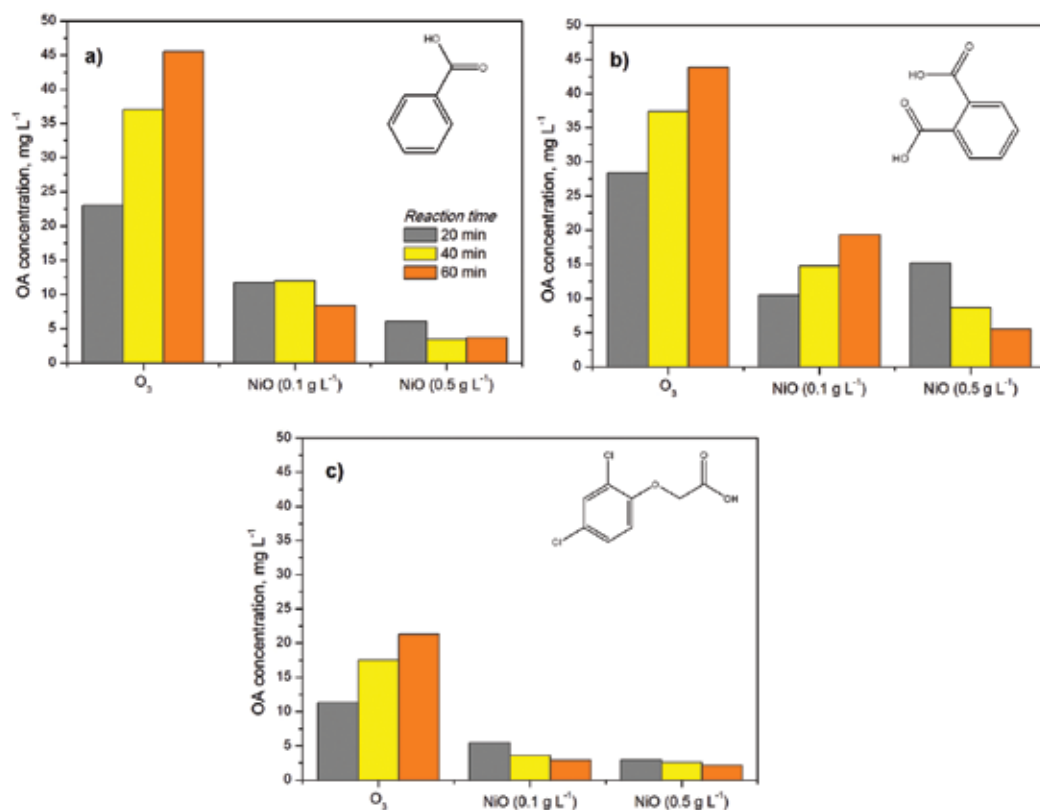 a)
50
45
40
35
30
25
20
15
10
5
0
OA concentration, mg L⁻¹
HO
O
Reaction time
20 min
40 min
60 min
O₃
NiO (0.1 g L⁻¹)
NiO (0.5 g L⁻¹)
b)
50
45
40
35
30
25
20
15
10
5
0
OA concentration, mg L⁻¹
O
HO
O
HO
O₃
NiO (0.1 g L⁻¹)
NiO (0.5 g L⁻¹)
c)
50
45
40
35
30
25
20
15
10
5
0
OA concentration, mg L⁻¹
Cl
O
O
OH
Cl
O₃
NiO (0.1 g L⁻¹)
NiO (0.5 g L⁻¹)